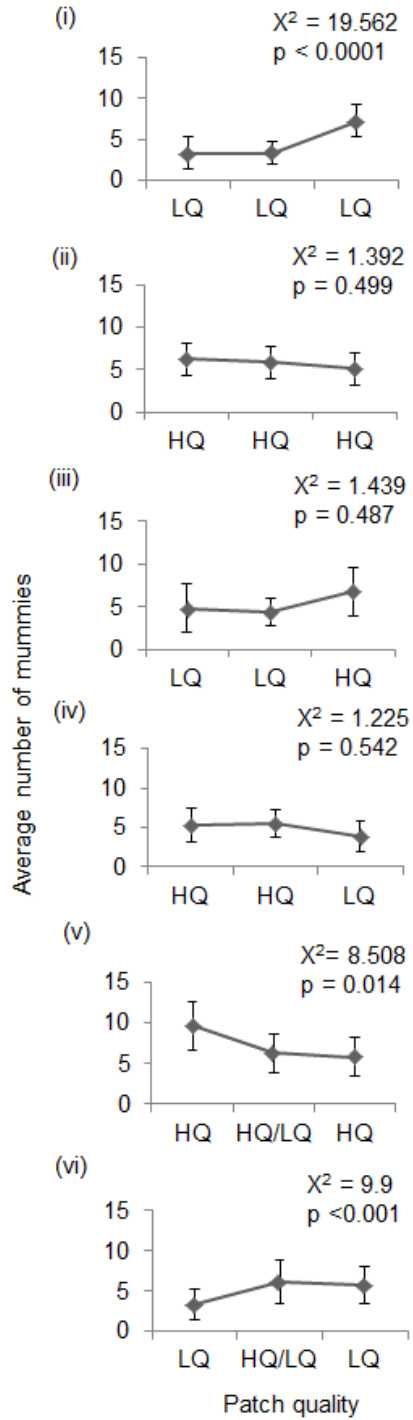 (i)
X² = 19.562
p < 0.0001
15
10
5
0
LQ LQ LQ
(ii)
X² = 1.392
p = 0.499
15
10
5
0
HQ HQ HQ
(iii)
X² = 1.439
p = 0.487
15
10
5
0
LQ LQ HQ
(iv)
X² = 1.225
p = 0.542
15
10
5
0
HQ HQ LQ
(v)
X²= 8.508
p = 0.014
15
10
5
0
HQ HQ/LQ HQ
(vi)
X² = 9.9
p <0.001
15
10
5
0
LQ HQ/LQ LQ
Average number of mummies
Patch quality